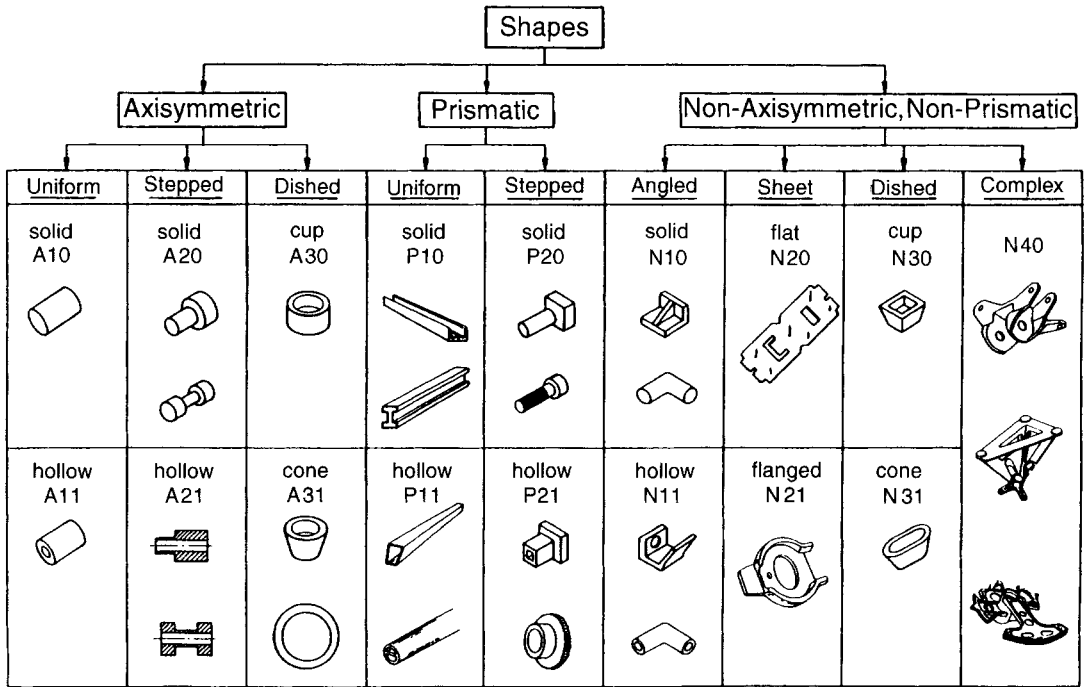 Shapes
Axisymmetric
Prismatic
Non-Axisymmetric, Non-Prismatic
Uniform
Stepped
Dished
Uniform
Stepped
Angled
Sheet
Dished
Complex
solid
A10
solid
A20
cup
A30
solid
P10
solid
P20
solid
N10
flat
N20
cup
N30
N40
hollow
A11
hollow
A21
cone
A31
hollow
P11
hollow
P21
hollow
N11
flanged
N21
cone
N31